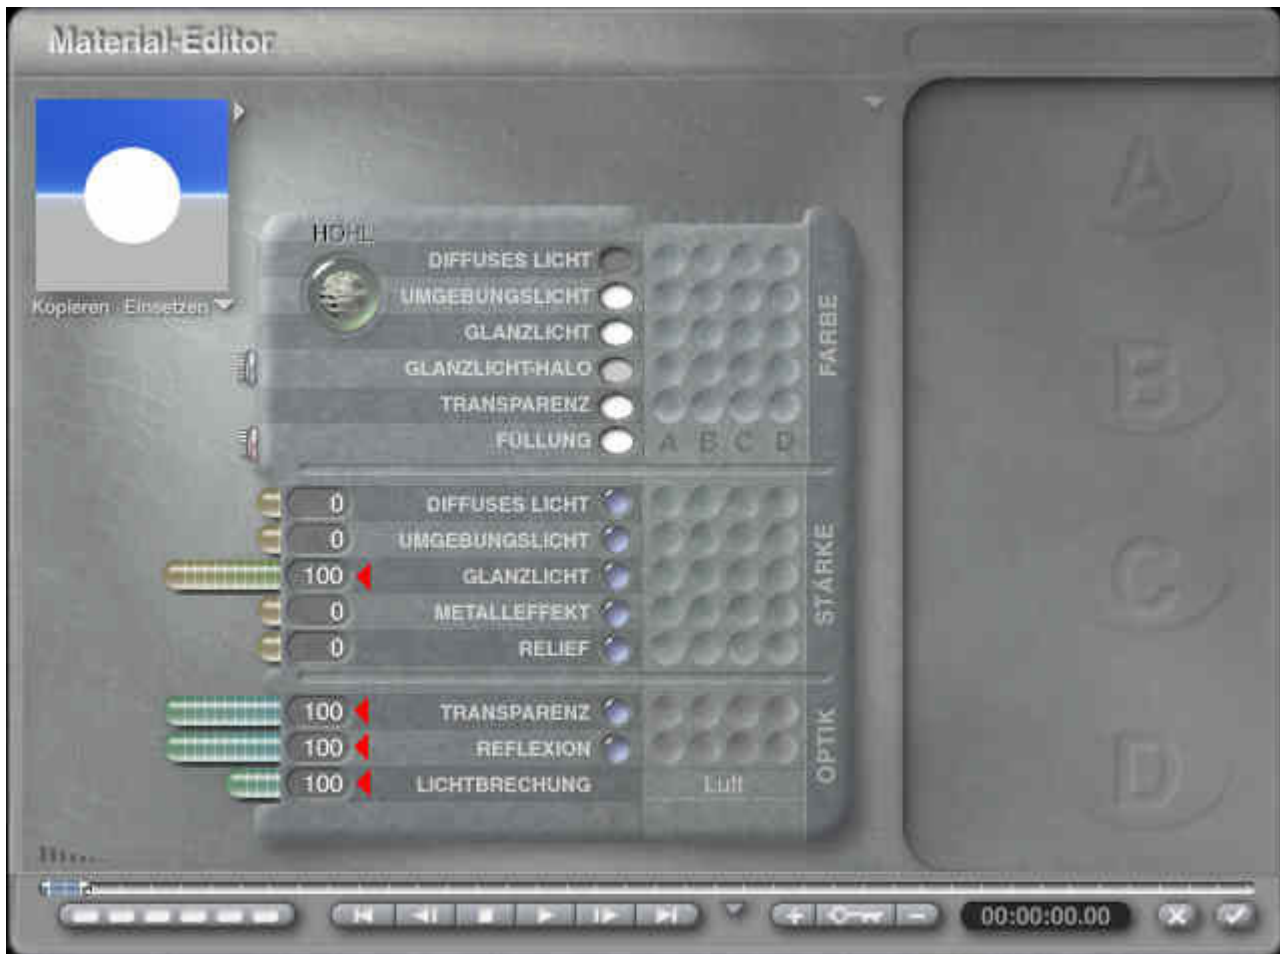 Material-Editor
Kopieren Einsetzen
HOHL
DIFFUSES LICHT
UMGEBUNGSLICHT
GLANZLICHT
GLANZLICHT-HALO
TRANSPARENZ
FÜLLUNG
A B C D
FARBE
0 DIFFUSES LICHT
0 UMGEBUNGSLICHT
100 GLANZLICHT
0 METALLEFFEKT
0 RELIEF
STÄRKE
100 TRANSPARENZ
100 REFLEXION
100 LICHTBRECHUNG Luft
OPTIK
A
B
C
D
00:00:00.00